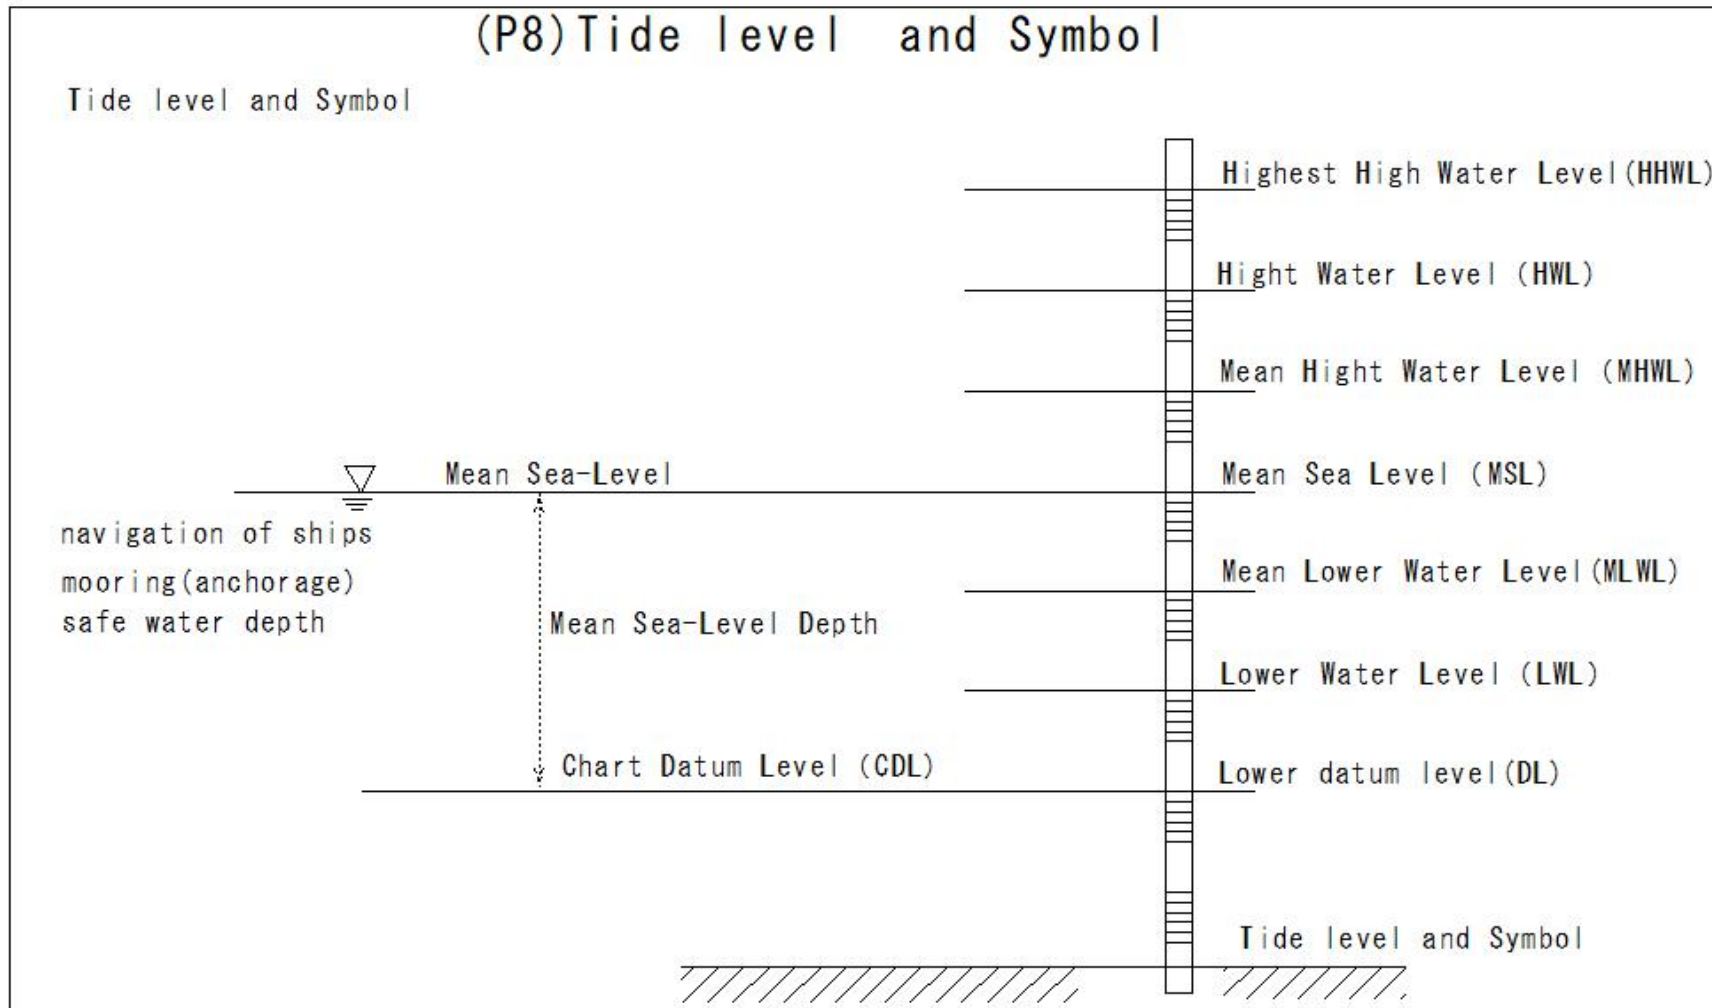 (P8)Tide level and Symbol
Tide level and Symbol
Highest High Water Level(HHWL)
Hight Water Level (HWL)
Mean Hight Water Level (MHWL)
Mean Sea-Level
Mean Sea Level (MSL)
navigation of ships
mooring(anchorage)
safe water depth
Mean Lower Water Level(MLWL)
Mean Sea-Level Depth
Lower Water Level (LWL)
Chart Datum Level (CDL)
Lower datum level(DL)
Tide level and Symbol